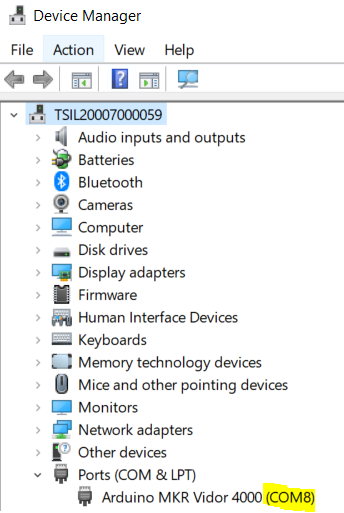 Device Manager
File Action View Help
TSIL20007000059
Audio inputs and outputs
Batteries
Bluetooth
Cameras
Computer
Disk drives
Display adapters
Firmware
Human Interface Devices
Keyboards
Memory technology devices
Mice and other pointing devices
Monitors
Network adapters
Other devices
Ports (COM & LPT)
Arduino MKR Vidor 4000 (COM8)